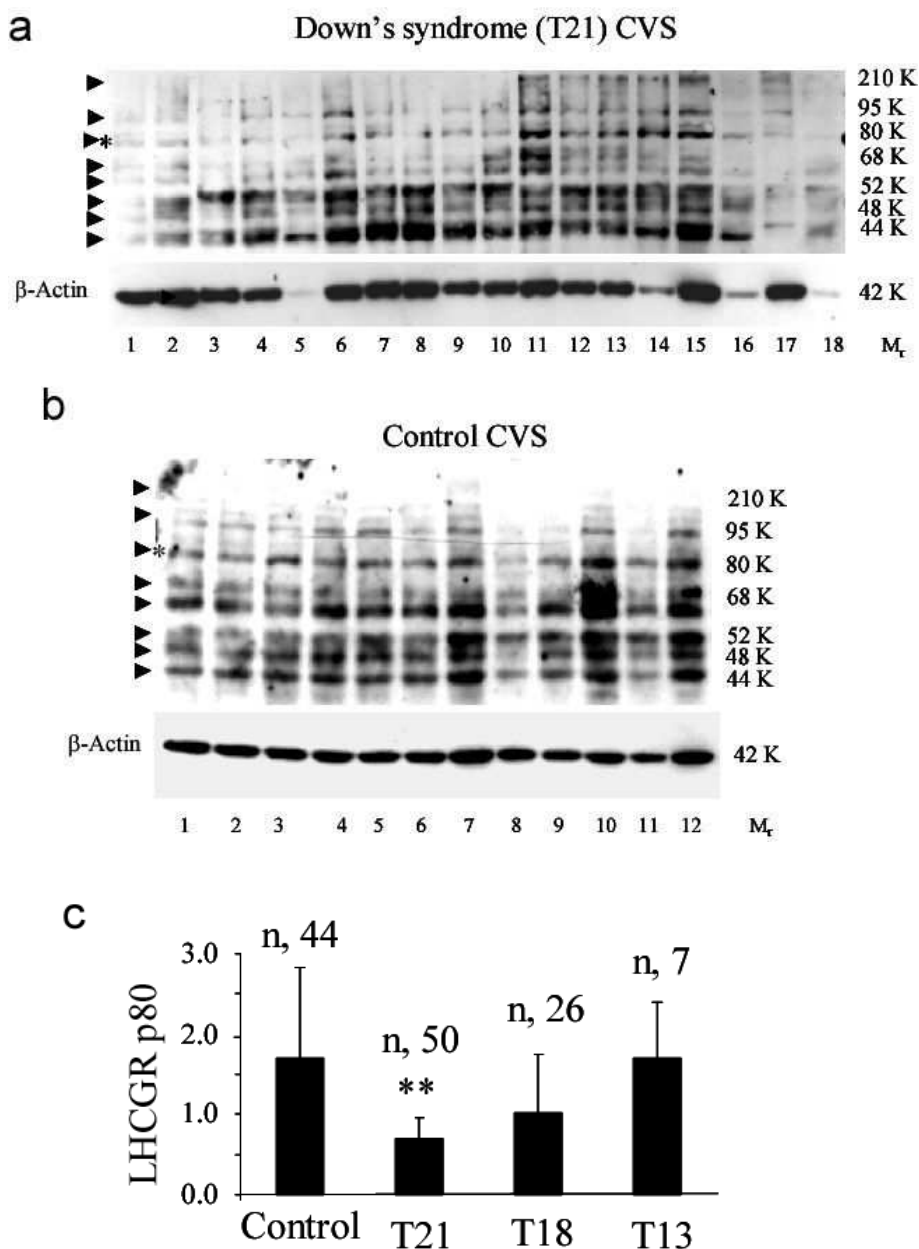 a
Down's syndrome (T21) CVS
210 K
95 K
*
80 K
68 K
52 K
48 K
44 K
β-Actin
42 K
1 2 3 4 5 6 7 8 9 10 11 12 13 14 15 16 17 18 Mr
b
Control CVS
210 K
95 K
*
80 K
68 K
52 K
48 K
44 K
β-Actin
42 K
1 2 3 4 5 6 7 8 9 10 11 12 Mr
c
LHCGR p80
3.0
2.0
1.0
0.0
n, 44
n, 50
**
n, 26
n, 7
Control T21 T18 T13